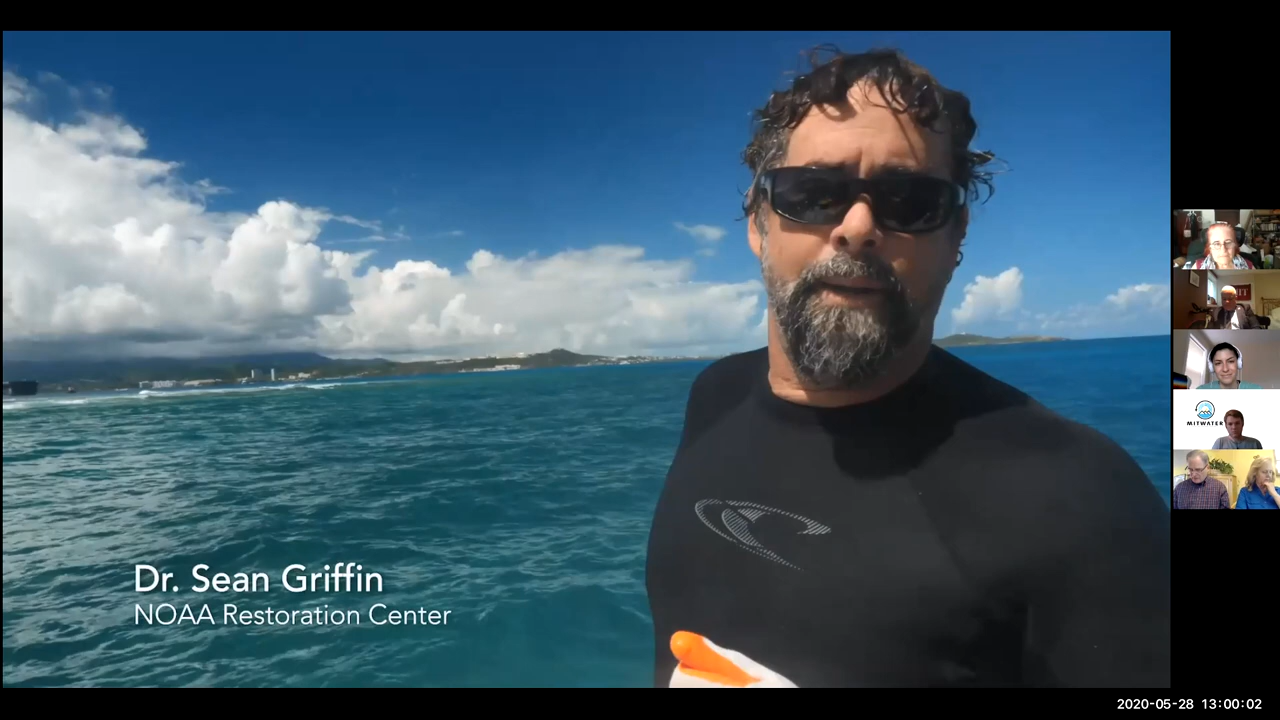 Dr. Sean Griffin
NOAA Restoration Center
MITWATER
2020-05-28 13:00:02